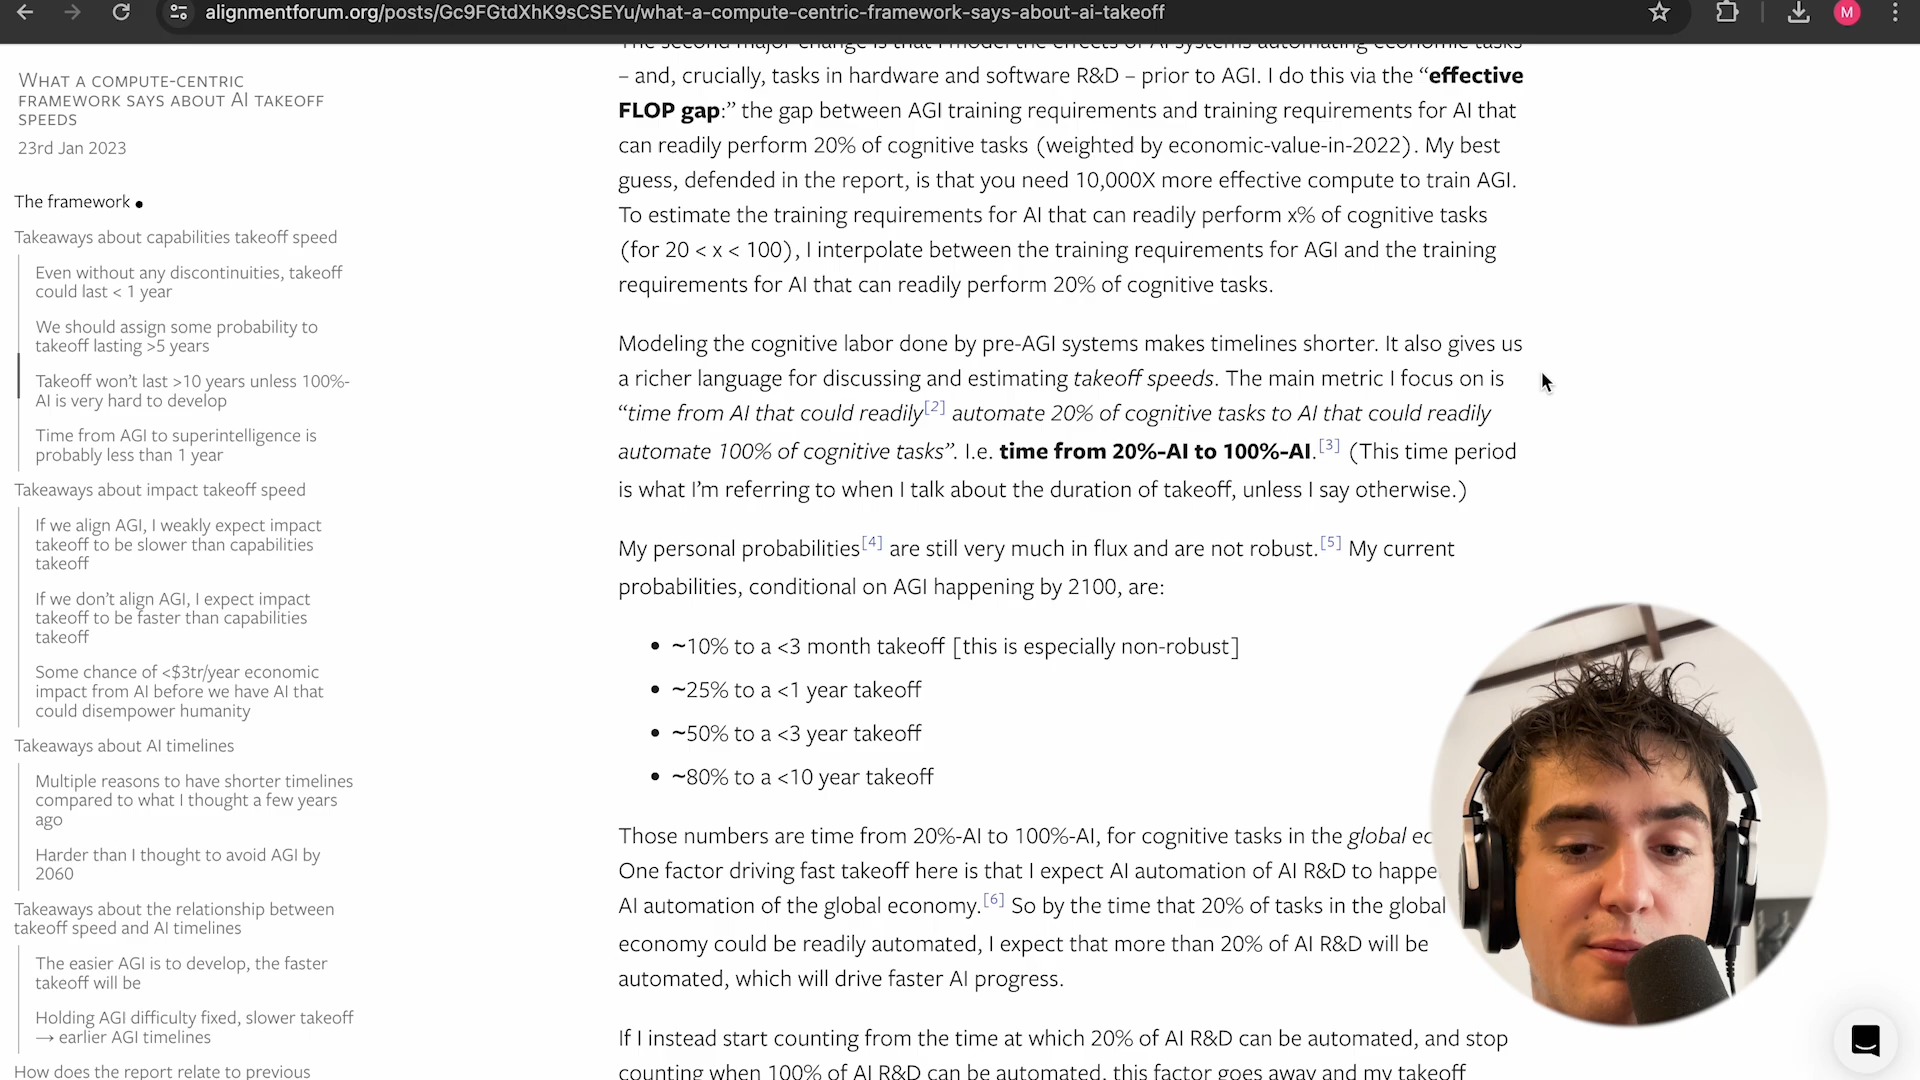 alignmentforum.org/posts/Gc9FGtdXhK9sCSEYu/what-a-compute-centric-framework-says-about-ai-takeoff
M
WHAT A COMPUTE-CENTRIC
FRAMEWORK SAYS ABOUT AI TAKEOFF
SPEEDS
23rd Jan 2023
The framework
Takeaways about capabilities takeoff speed
Even without any discontinuities, takeoff
could last < 1 year
We should assign some probability to
takeoff lasting >5 years
Takeoff won’t last >10 years unless 100%-
AI is very hard to develop
Time from AGI to superintelligence is
probably less than 1 year
Takeaways about impact takeoff speed
If we align AGI, I weakly expect impact
takeoff to be slower than capabilities
takeoff
If we don’t align AGI, I expect impact
takeoff to be faster than capabilities
takeoff
Some chance of <$3tr/year economic
impact from AI before we have AI that
could disempower humanity
Takeaways about AI timelines
Multiple reasons to have shorter timelines
compared to what I thought a few years
ago
Harder than I thought to avoid AGI by
2060
Takeaways about the relationship between
takeoff speed and AI timelines
The easier AGI is to develop, the faster
takeoff will be
Holding AGI difficulty fixed, slower takeoff
→ earlier AGI timelines
How does the report relate to previous
The second major change is that I model the effects of AI systems automating economic tasks
– and, crucially, tasks in hardware and software R&D – prior to AGI. I do this via the “effective
FLOP gap:” the gap between AGI training requirements and training requirements for AI that
can readily perform 20% of cognitive tasks (weighted by economic-value-in-2022). My best
guess, defended in the report, is that you need 10,000X more effective compute to train AGI.
To estimate the training requirements for AI that can readily perform x% of cognitive tasks
(for 20 < x < 100), I interpolate between the training requirements for AGI and the training
requirements for AI that can readily perform 20% of cognitive tasks.
Modeling the cognitive labor done by pre-AGI systems makes timelines shorter. It also gives us
a richer language for discussing and estimating takeoff speeds. The main metric I focus on is
“time from AI that could readily[2] automate 20% of cognitive tasks to AI that could readily
automate 100% of cognitive tasks”. I.e. time from 20%-AI to 100%-AI.[3] (This time period
is what I’m referring to when I talk about the duration of takeoff, unless I say otherwise.)
My personal probabilities[4] are still very much in flux and are not robust.[5] My current
probabilities, conditional on AGI happening by 2100, are:
• ~10% to a <3 month takeoff [this is especially non-robust]
• ~25% to a <1 year takeoff
• ~50% to a <3 year takeoff
• ~80% to a <10 year takeoff
Those numbers are time from 20%-AI to 100%-AI, for cognitive tasks in the global ec
One factor driving fast takeoff here is that I expect AI automation of AI R&D to happe
AI automation of the global economy.[6] So by the time that 20% of tasks in the global
economy could be readily automated, I expect that more than 20% of AI R&D will be
automated, which will drive faster AI progress.
If I instead start counting from the time at which 20% of AI R&D can be automated, and stop
counting when 100% of AI R&D can be automated, this factor goes away and my takeoff